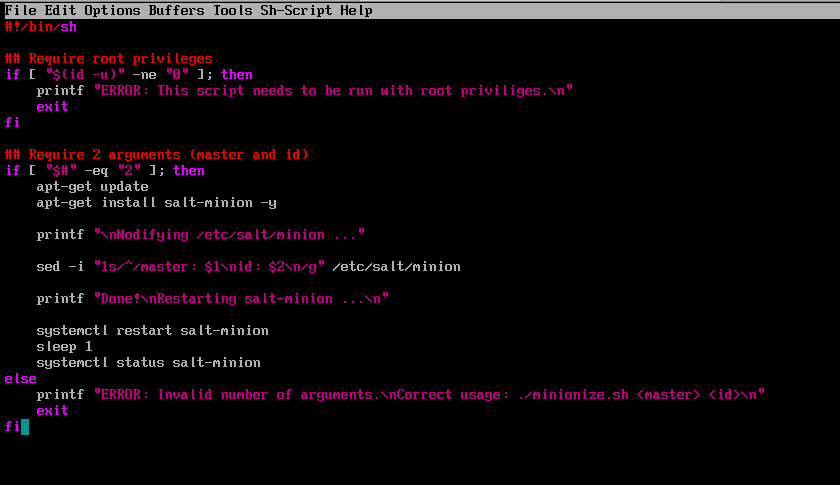 File Edit Options Buffers Tools Sh-Script Help
#!/bin/sh
## Require root privileges
if [ "$(id -u)" -ne "0" ]; then
    printf "ERROR: This script needs to be run with root priviliges.\n"
    exit
fi
## Require 2 arguments (master and id)
if [ "$#" -eq "2" ]; then
    apt-get update
    apt-get install salt-minion -y
    printf "\nModifying /etc/salt/minion ..."
    sed -i "1s/^/master: $1\nid: $2\n/g" /etc/salt/minion
    printf "Done!\nRestarting salt-minion ...\n"
    systemctl restart salt-minion
    sleep 1
    systemctl status salt-minion
else
    printf "ERROR: Invalid number of arguments.\nCorrect usage: ./minionize.sh <master> <id>\n"
    exit
fi